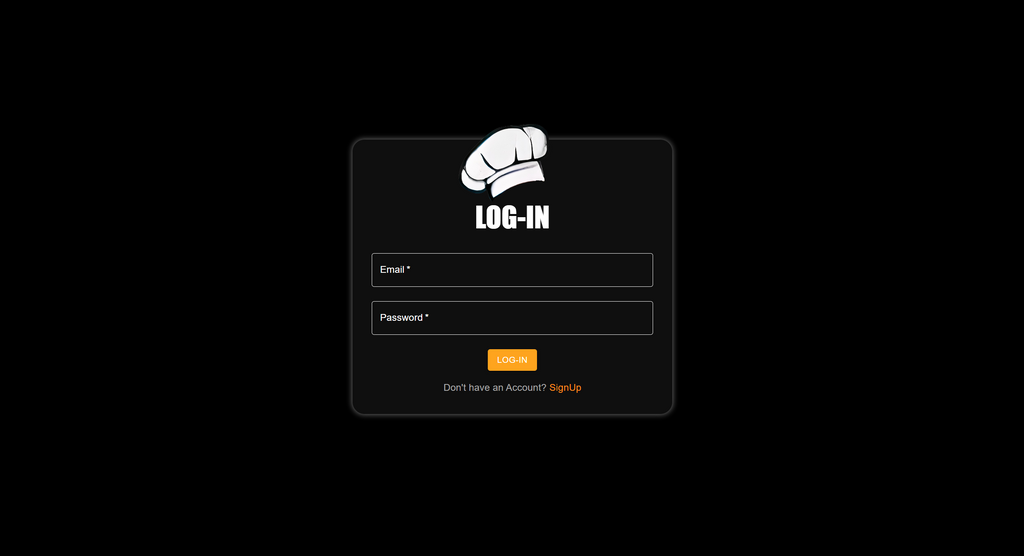 LOG-IN
Email *
Password *
LOG-IN
Don't have an Account? SignUp